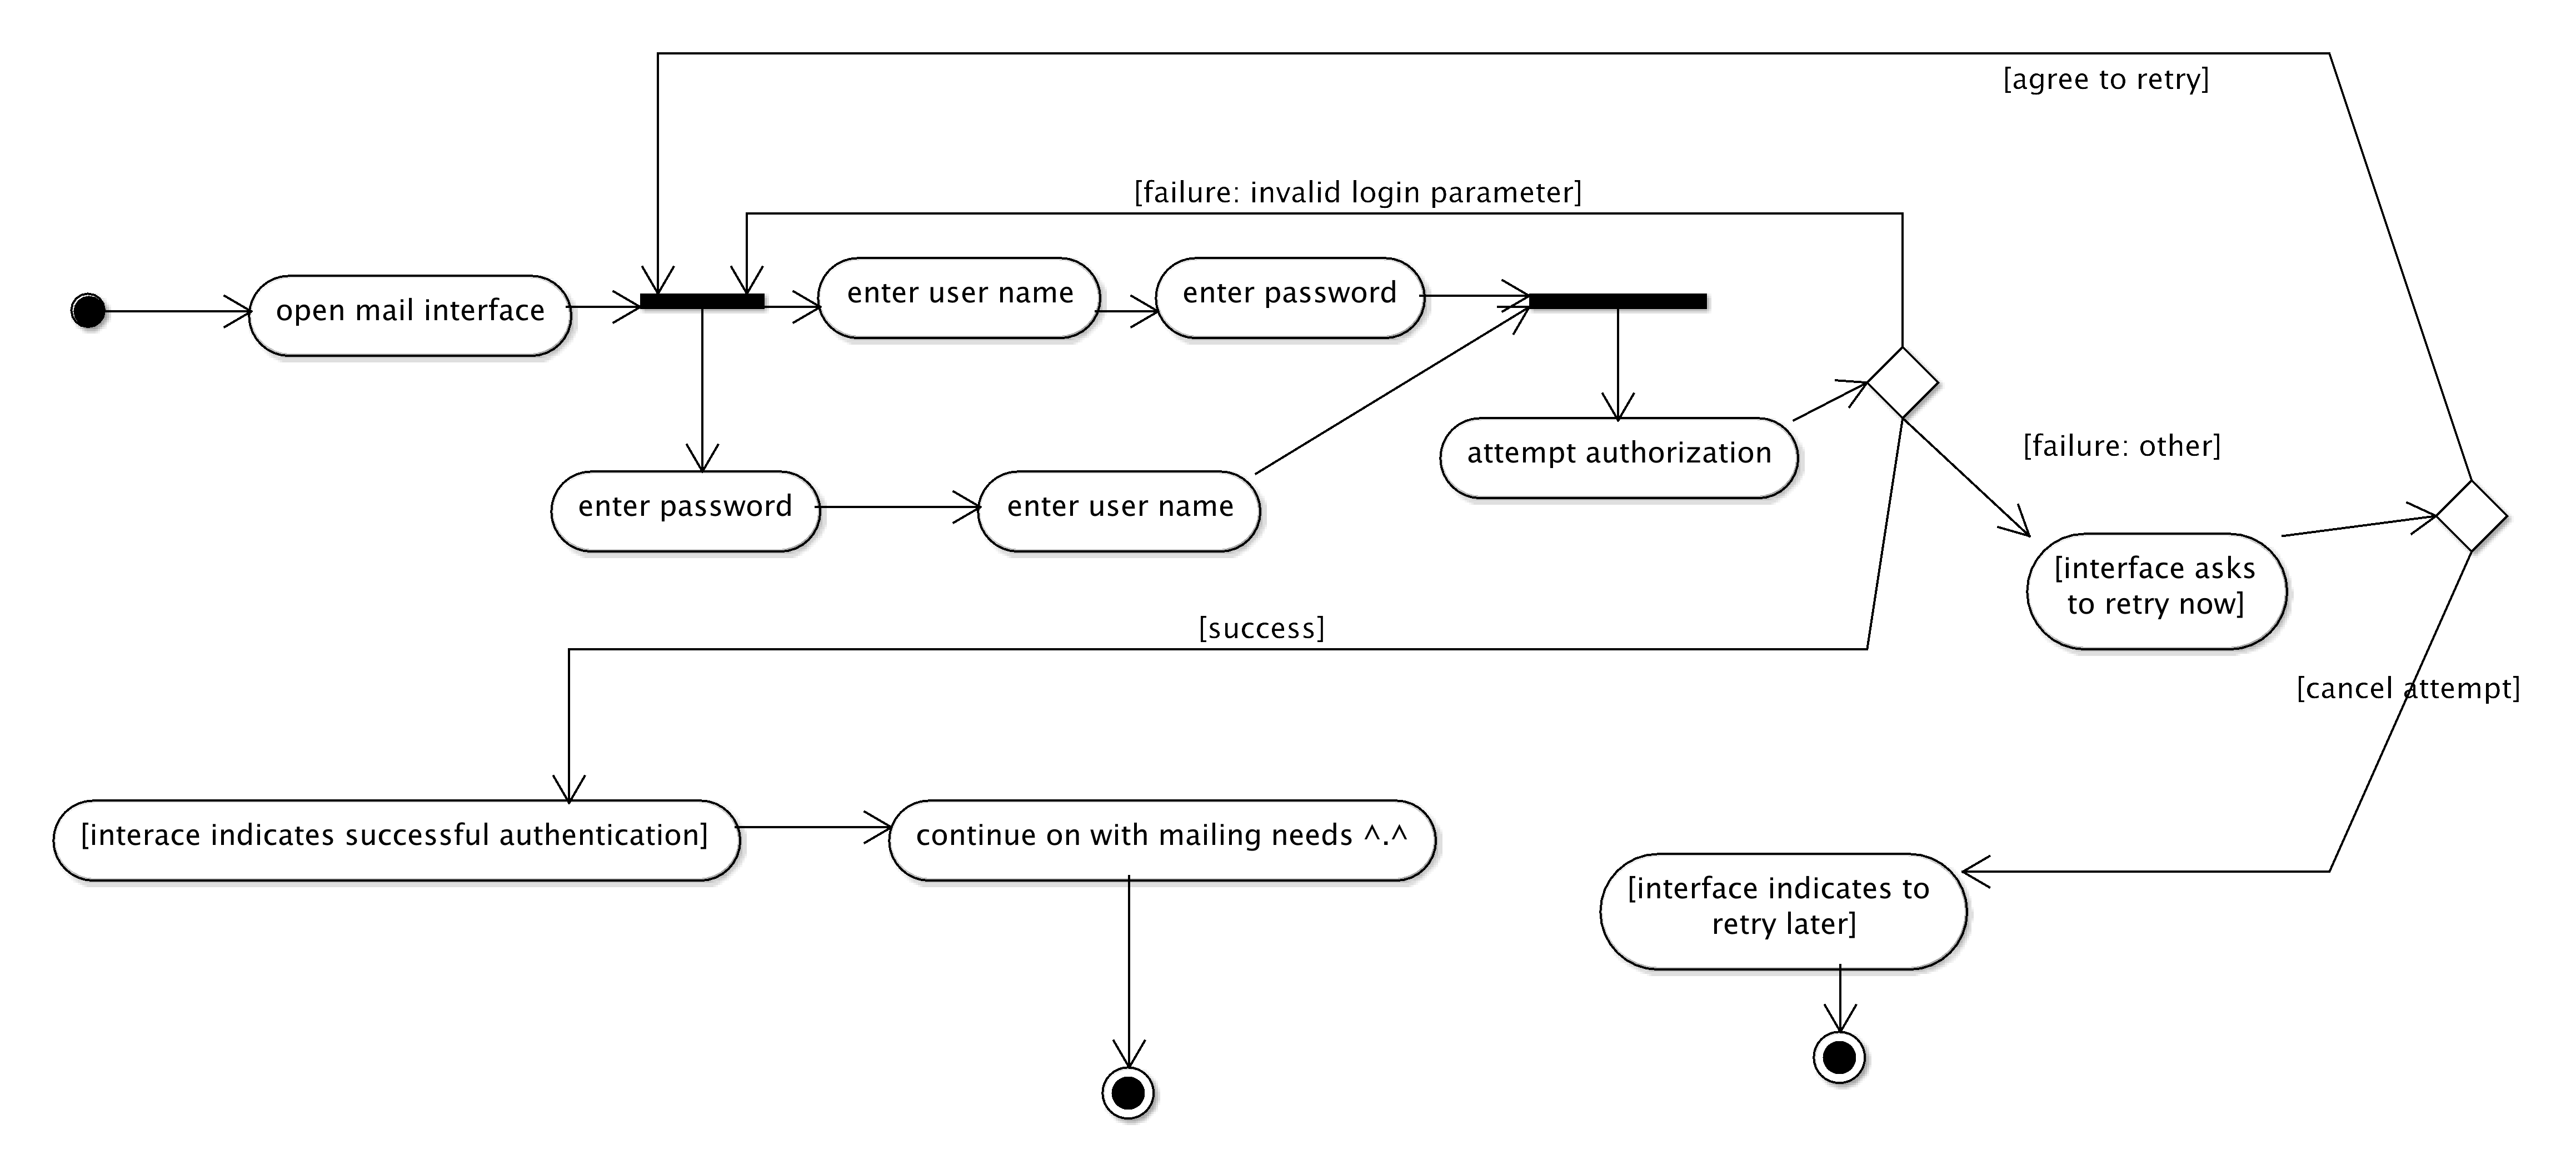 [agree to retry]
[failure: invalid login parameter]
open mail interface
enter user name
enter password
enter password
enter user name
attempt authorization
[failure: other]
[interface asks
to retry now]
[success]
[cancel attempt]
[interace indicates successful authentication]
continue on with mailing needs ^.^
[interface indicates to
retry later]